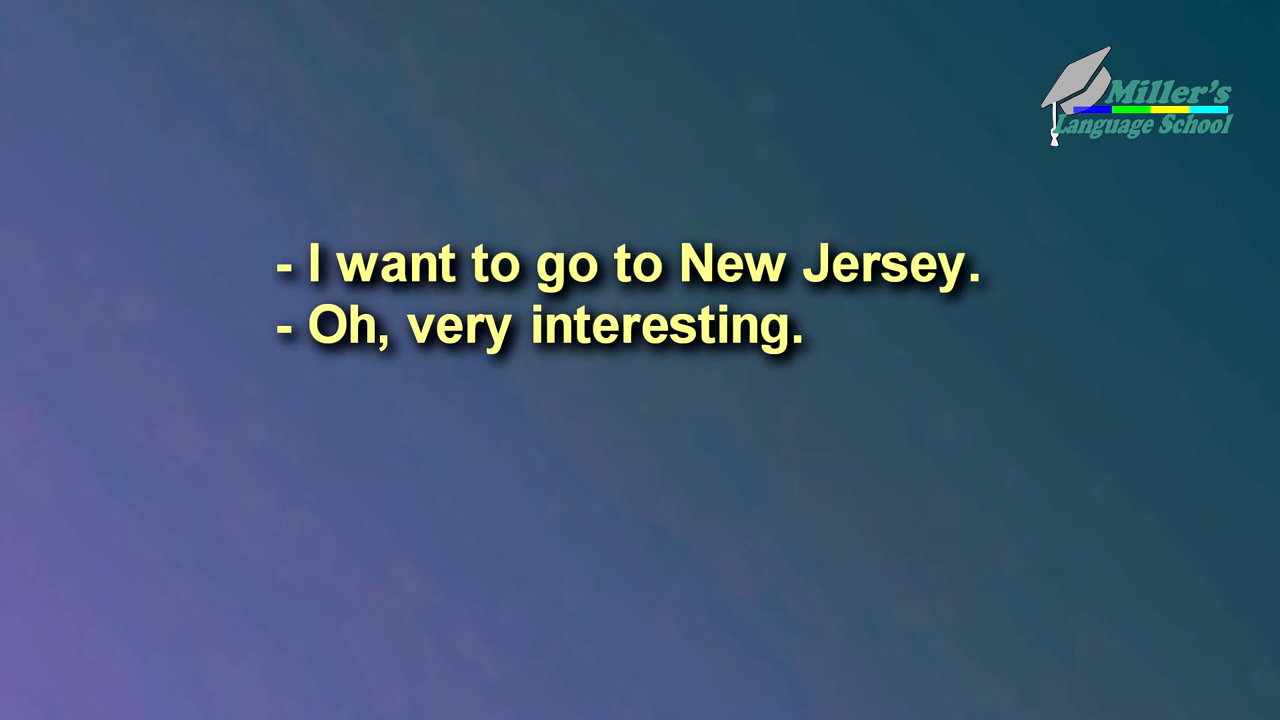 Miller's
Language School
- I want to go to New Jersey.
- Oh, very interesting.